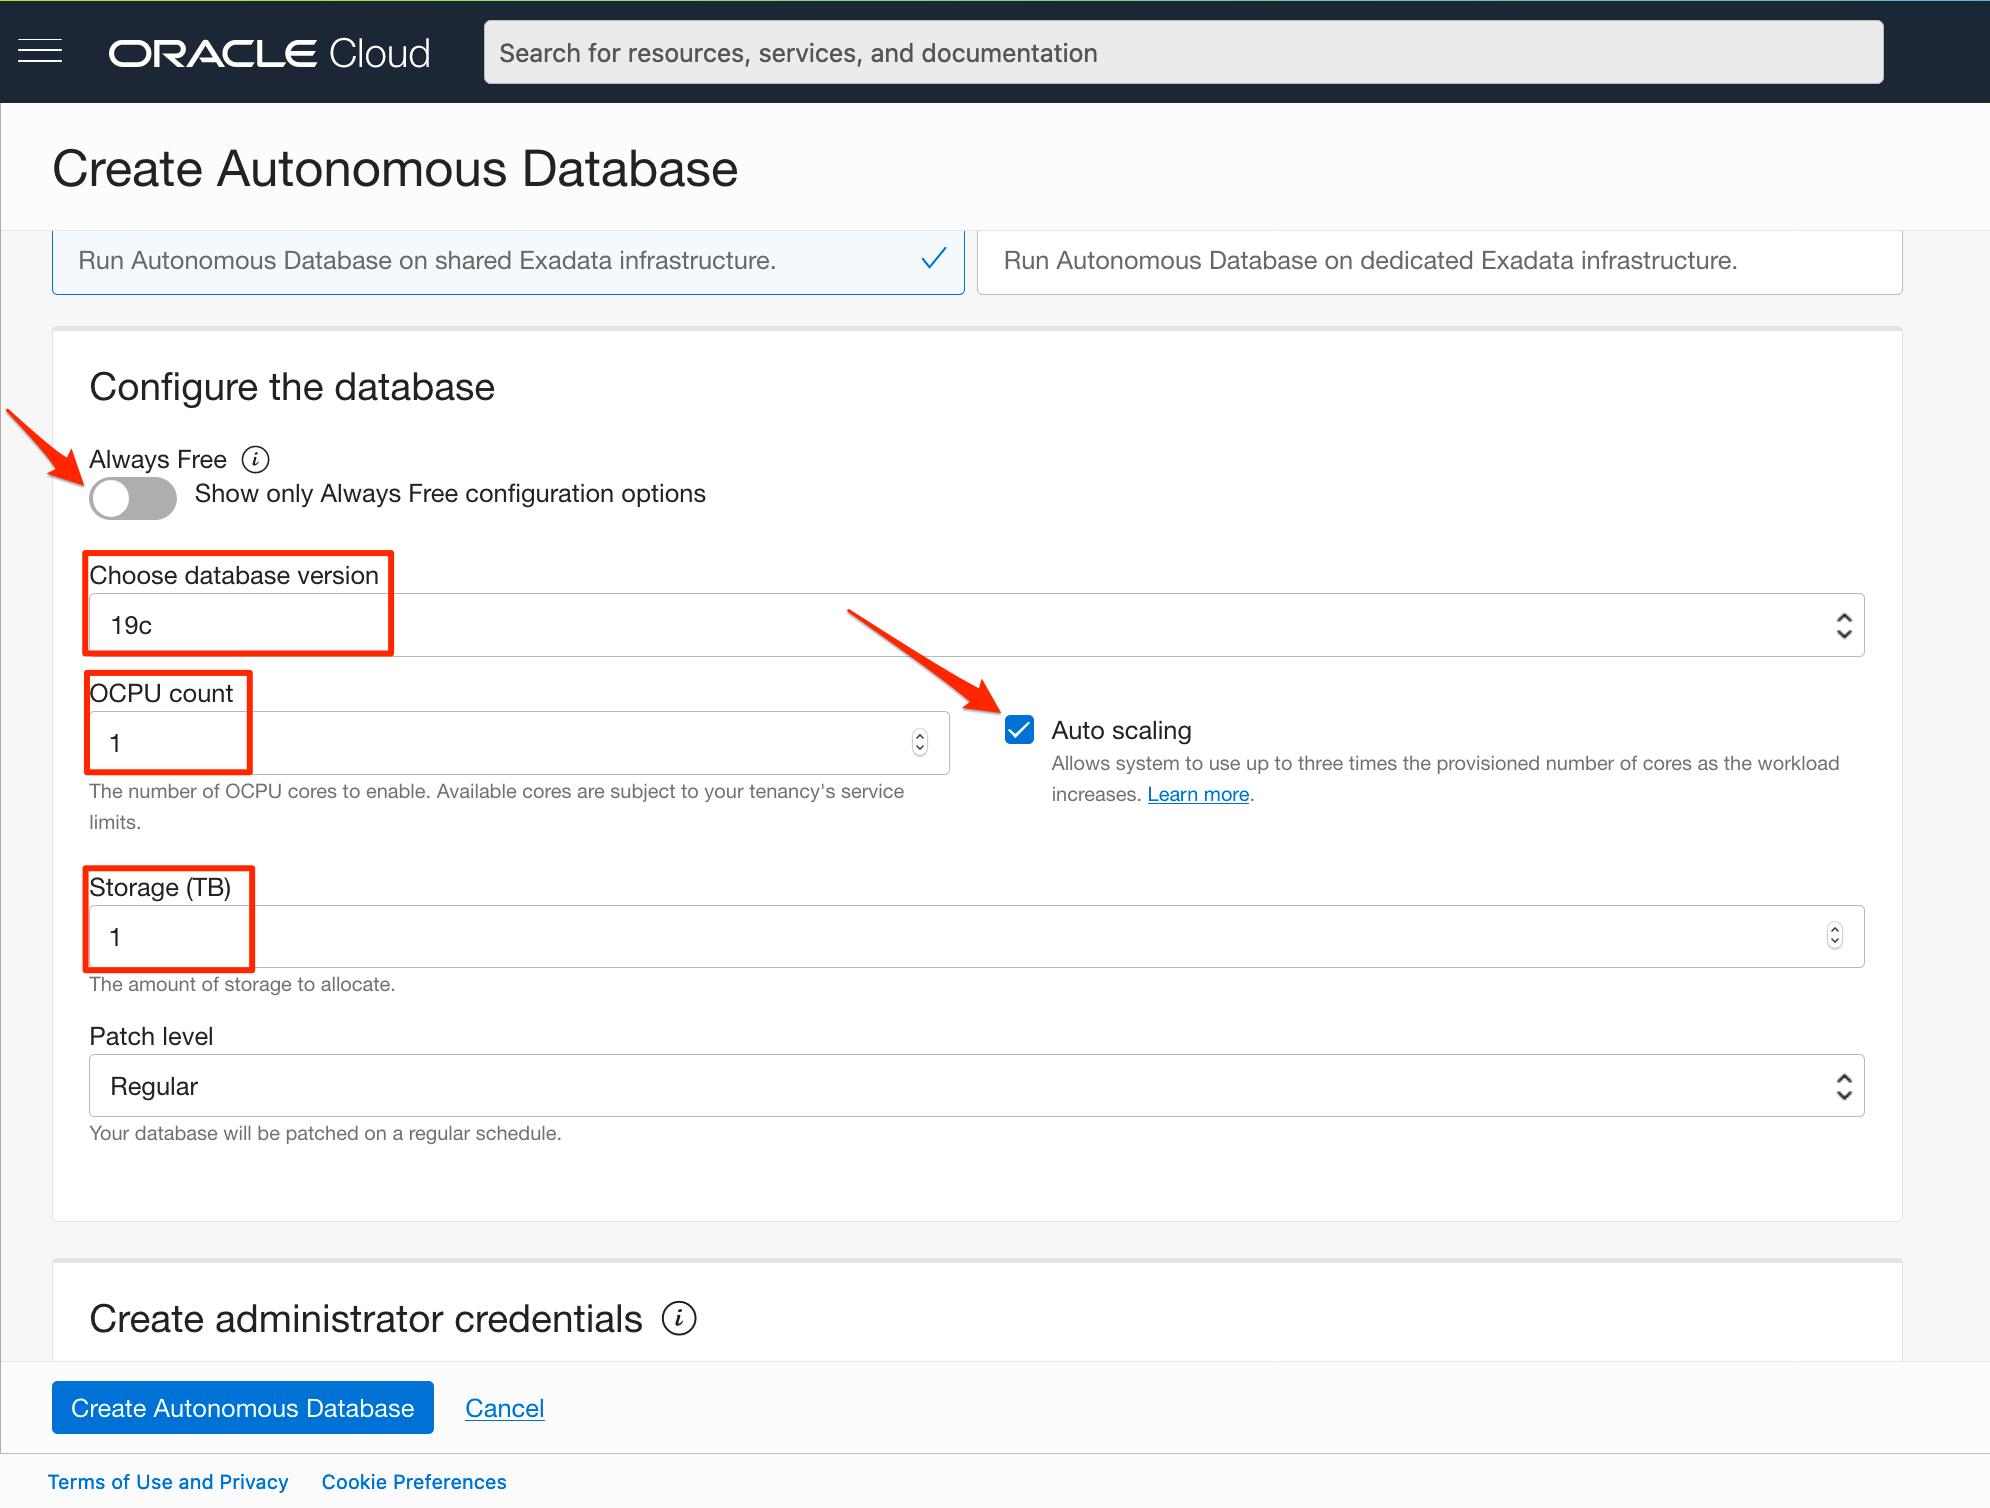 ORACLE Cloud
Search for resources, services, and documentation
Create Autonomous Database
Run Autonomous Database on shared Exadata infrastructure.
Run Autonomous Database on dedicated Exadata infrastructure.
Configure the database
Always Free
Show only Always Free configuration options
Choose database version
19c
OCPU count
1
The number of OCPU cores to enable. Available cores are subject to your tenancy's service
limits.
Auto scaling
Allows system to use up to three times the provisioned number of cores as the workload
increases. Learn more.
Storage (TB)
1
The amount of storage to allocate.
Patch level
Regular
Your database will be patched on a regular schedule.
Create administrator credentials
Create Autonomous Database
Cancel
Terms of Use and Privacy
Cookie Preferences